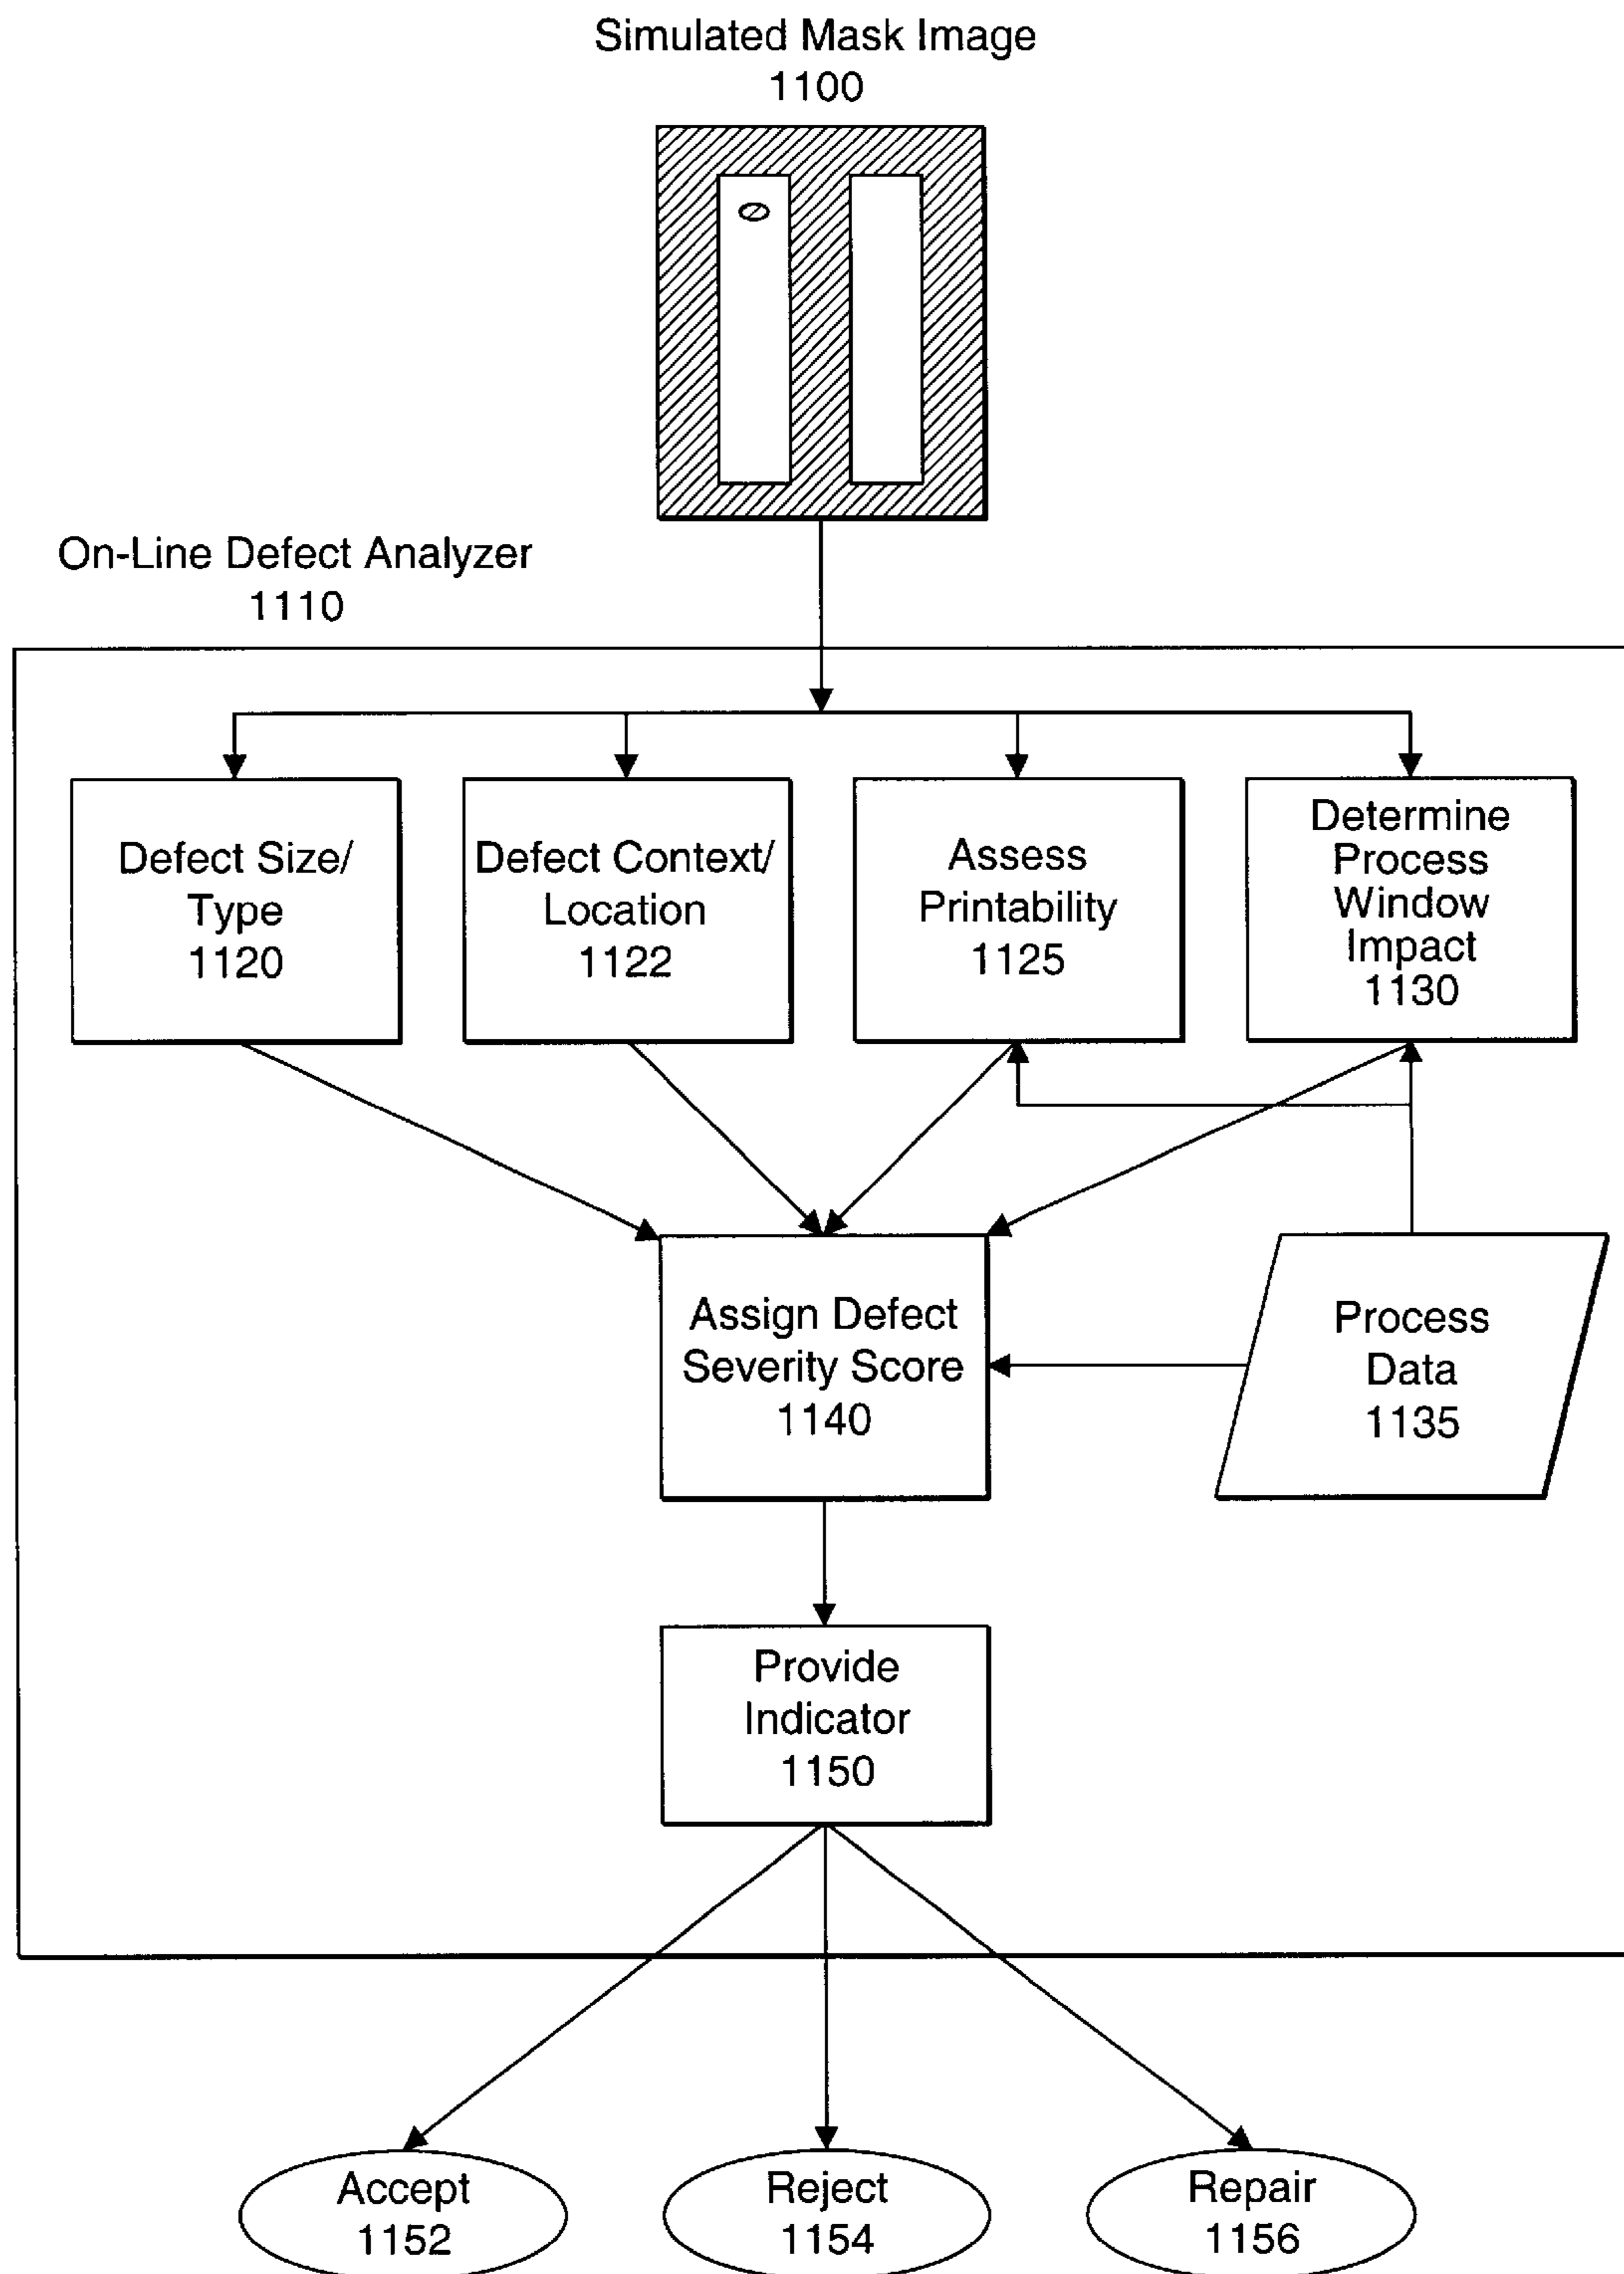 Simulated Mask Image
1100
On-Line Defect Analyzer
1110
Defect Size/
Type
1120
Defect Context/
Location
1122
Assess
Printability
1125
Determine
Process
Window
Impact
1130
Assign Defect
Severity Score
1140
Process
Data
1135
Provide
Indicator
1150
Accept
1152
Reject
1154
Repair
1156